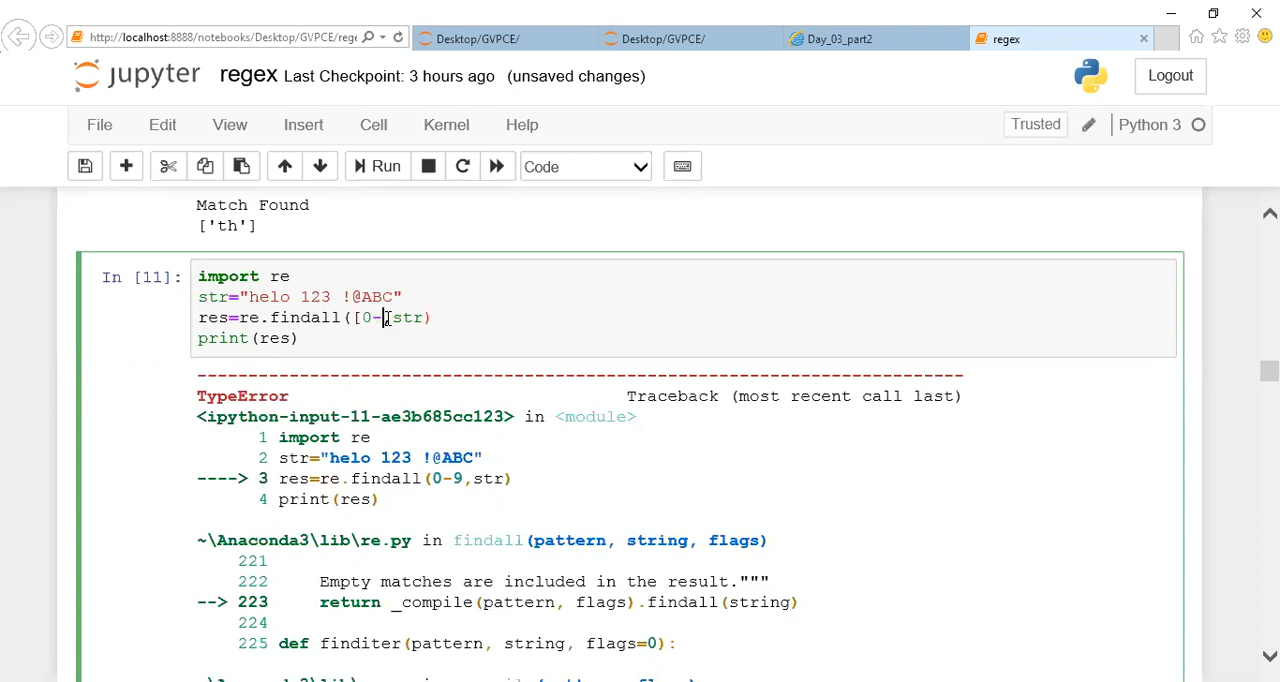 http://localhost:8888/notebooks/Desktop/GVPCE/rege
Desktop/GVPCE/
Desktop/GVPCE/
Day_03_part2
regex
jupyter regex Last Checkpoint: 3 hours ago (unsaved changes)
Logout
File Edit View Insert Cell Kernel Help
Trusted
Python 3
Run
Code
Match Found
['th']
In [11]:
import re
str="helo 123 !@ABC"
res=re.findall([0-,str)
print(res)
---------------------------------------------------------------------------
TypeError Traceback (most recent call last)
<ipython-input-11-ae3b685cc123> in <module>
1 import re
2 str="helo 123 !@ABC"
----> 3 res=re.findall(0-9,str)
4 print(res)
~\Anaconda3\lib\re.py in findall(pattern, string, flags)
221
222 Empty matches are included in the result."""
--> 223 return _compile(pattern, flags).findall(string)
224
225 def finditer(pattern, string, flags=0):